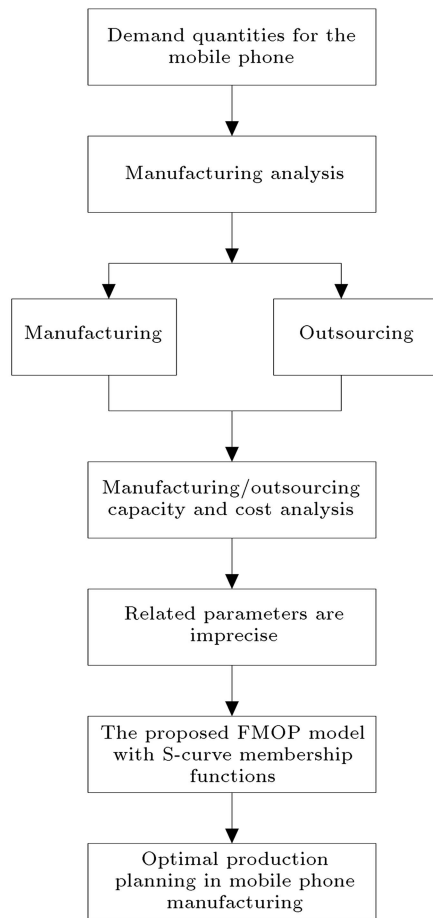 Demand quantities for the
mobile phone
Manufacturing analysis
Manufacturing
Outsourcing
Manufacturing/outsourcing
capacity and cost analysis
Related parameters are
imprecise
The proposed FMOP model
with S-curve membership
functions
Optimal production
planning in mobile phone
manufacturing